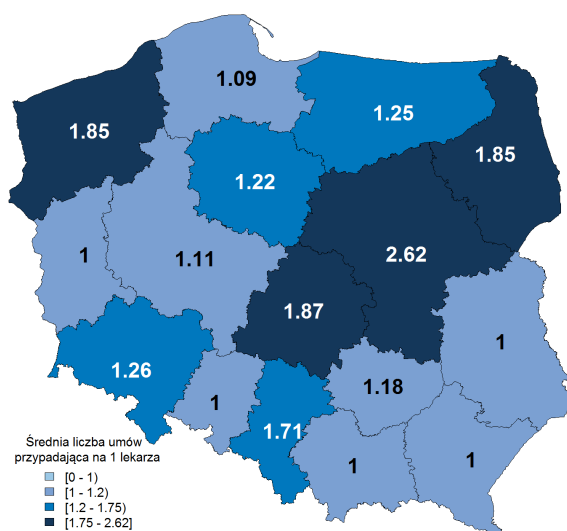 1.09
1.85
1.25
1.85
1.22
1
1.11
2.62
1.87
1
1.26
1
1.18
1.71
1
1
Średnia liczba umów
przypadająca na 1 lekarza
[0 - 1)
[1 - 1.2)
[1.2 - 1.75)
[1.75 - 2.62]